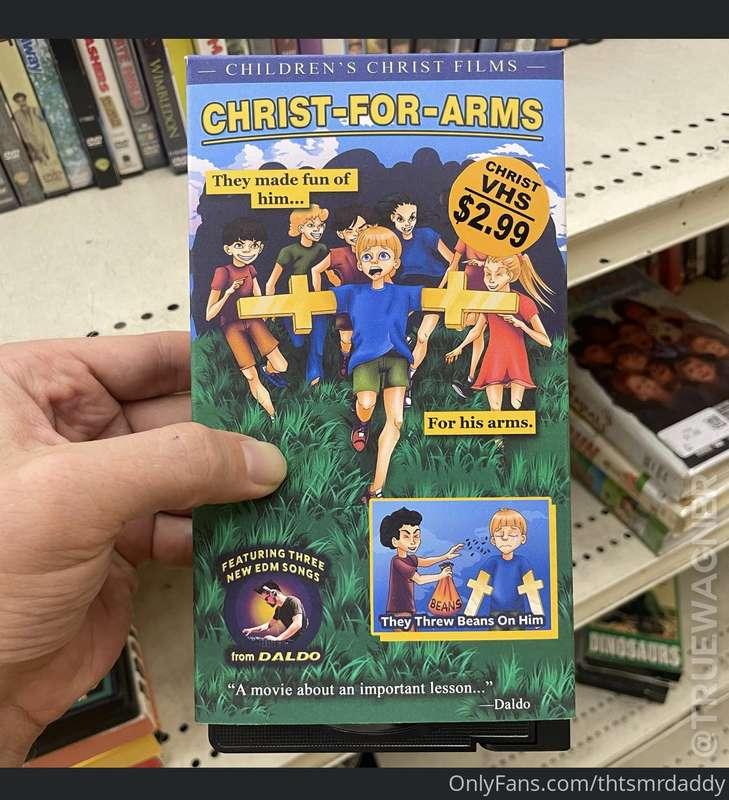 — CHILDREN'S CHRIST FILMS —
CHRIST-FOR-ARMS
They made fun of
him...
CHRIST
VHS
$2.99
For his arms.
BEANS
They Threw Beans On Him
FEATURING THREE
NEW EDM SONGS
from DALDO
"A movie about an important lesson..."
—Daldo
WIMBLEDON
DINOSAURS
@TRUEWAGNER
OnlyFans.com/thtsmrdaddy